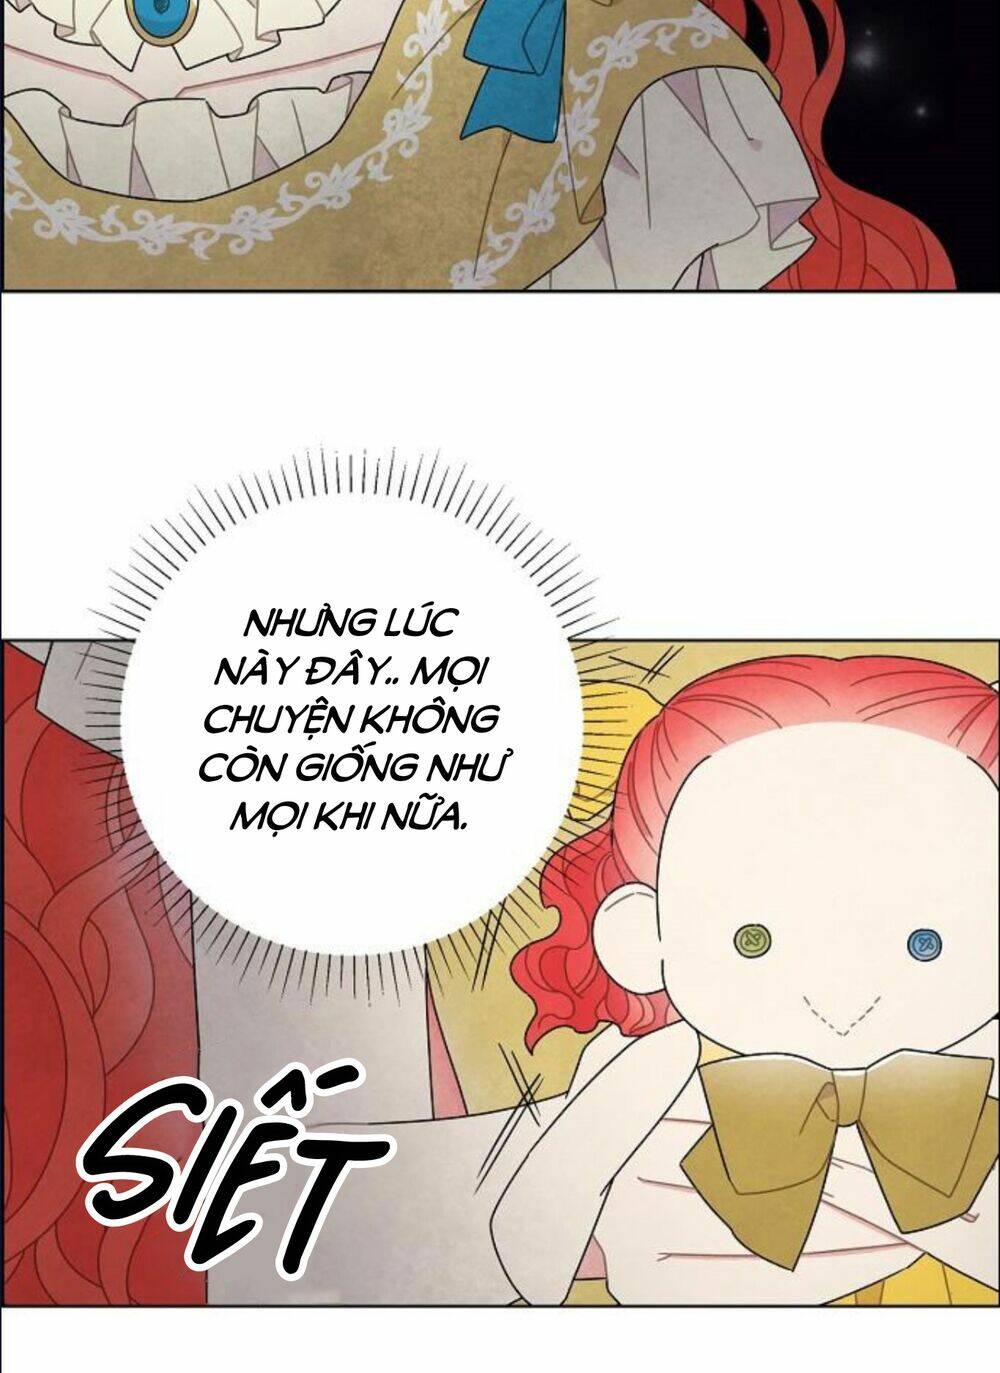 NHƯNG LÚC
NÀY ĐÂY.. MỌI
CHUYỆN KHÔNG
CÒN GIỐNG NHƯ
MỌI KHI NỮA.
SIẾT